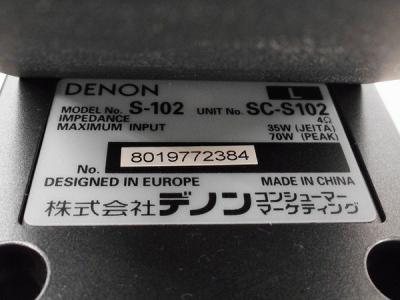 DENON L
MODEL No. S-102 UNIT No. SC-S102
IMPEDANCE 4Ω
MAXIMUM INPUT 35W (JEITA)
70W (PEAK)
No. 8019772384
DESIGNED IN EUROPE MADE IN CHINA
株式会社デノン コンシューマー
マーケティング